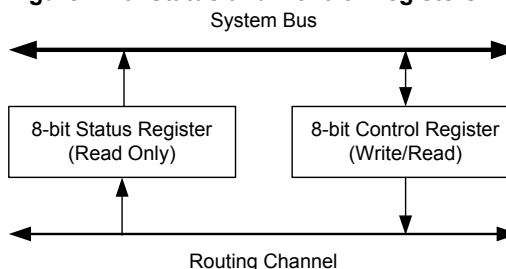 System Bus
8-bit Status Register
(Read Only)
8-bit Control Register
(Write/Read)
Routing Channel